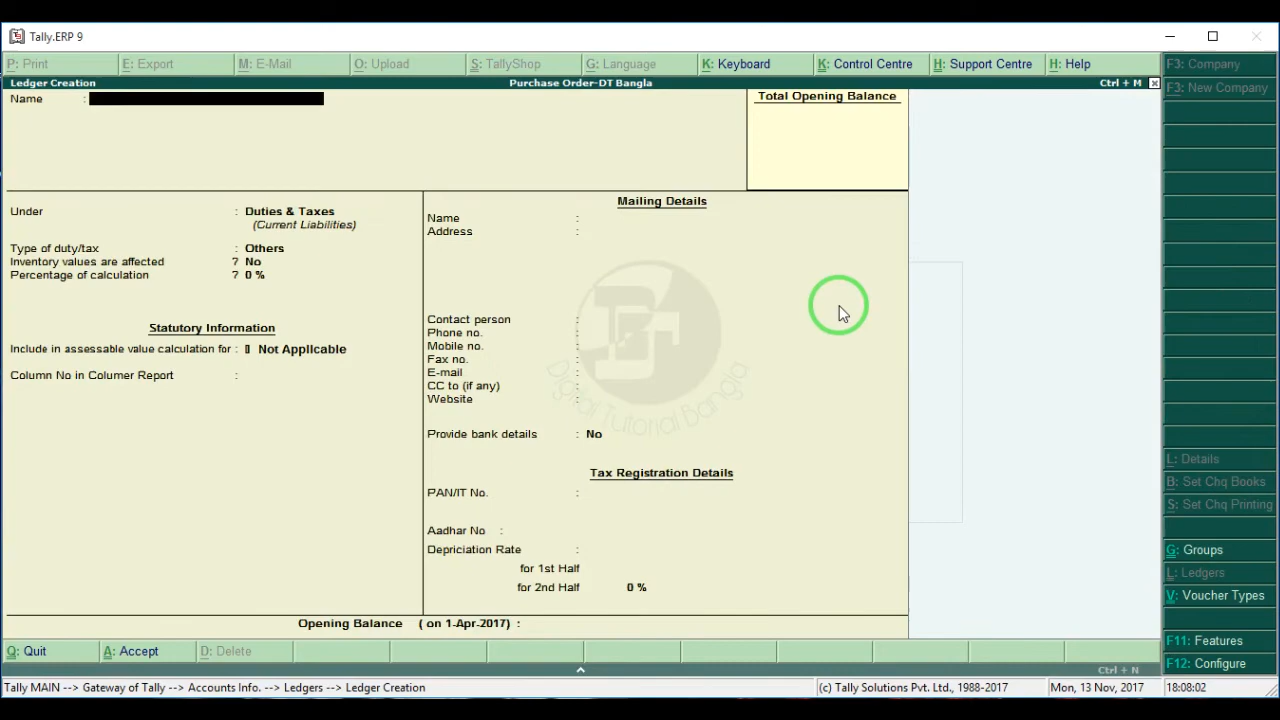 Tally.ERP 9
P: Print E: Export M: E-Mail O: Upload S: TallyShop G: Language K: Keyboard K: Control Centre H: Support Centre H: Help
F3: Company
F3: New Company
Ledger Creation Purchase Order-DT Bangla Ctrl + M
Name :
Total Opening Balance
Under : Duties & Taxes
(Current Liabilities)
Type of duty/tax : Others
Inventory values are affected ? No
Percentage of calculation ? 0 %
Statutory Information
Include in assessable value calculation for : Not Applicable
Column No in Columer Report :
Mailing Details
Name :
Address :
Contact person :
Phone no. :
Mobile no. :
Fax no. :
E-mail :
CC to (if any) :
Website :
Provide bank details : No
Tax Registration Details
PAN/IT No. :
Aadhar No :
Depriciation Rate :
for 1st Half
for 2nd Half 0 %
Digital Tutorial Bangla
Opening Balance ( on 1-Apr-2017) :
L: Details
B: Set Chq Books
S: Set Chq Printing
G: Groups
L: Ledgers
V: Voucher Types
F11: Features
F12: Configure
Q: Quit A: Accept D: Delete
Ctrl + N
Tally MAIN --> Gateway of Tally --> Accounts Info. --> Ledgers --> Ledger Creation (c) Tally Solutions Pvt. Ltd., 1988-2017 Mon, 13 Nov, 2017 18:08:02